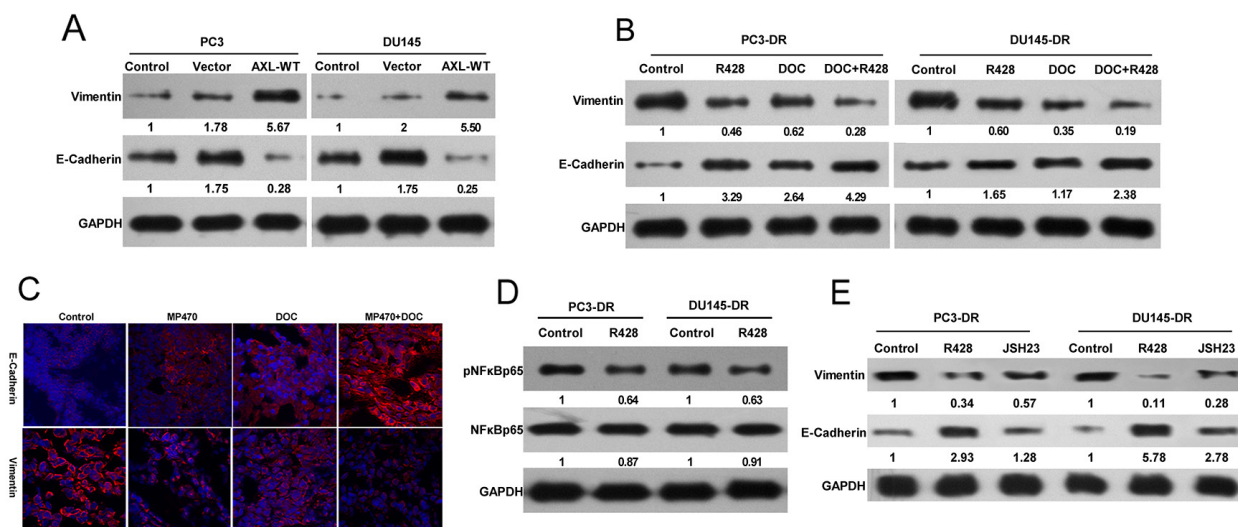 A
PC3 DU145
Control Vector AXL-WT Control Vector AXL-WT
Vimentin
1 1.78 5.67 1 2 5.50
E-Cadherin
1 1.75 0.28 1 1.75 0.25
GAPDH
B
PC3-DR DU145-DR
Control R428 DOC DOC+R428 Control R428 DOC DOC+R428
Vimentin
1 0.46 0.62 0.28 1 0.60 0.35 0.19
E-Cadherin
1 3.29 2.64 4.29 1 1.65 1.17 2.38
GAPDH
C
Control MP470 DOC MP470+DOC
E-Cadherin
Vimentin
D
PC3-DR DU145-DR
Control R428 Control R428
pNFκBp65
1 0.64 1 0.63
NFκBp65
1 0.87 1 0.91
GAPDH
E
PC3-DR DU145-DR
Control R428 JSH23 Control R428 JSH23
Vimentin
1 0.34 0.57 1 0.11 0.28
E-Cadherin
1 2.93 1.28 1 5.78 2.78
GAPDH